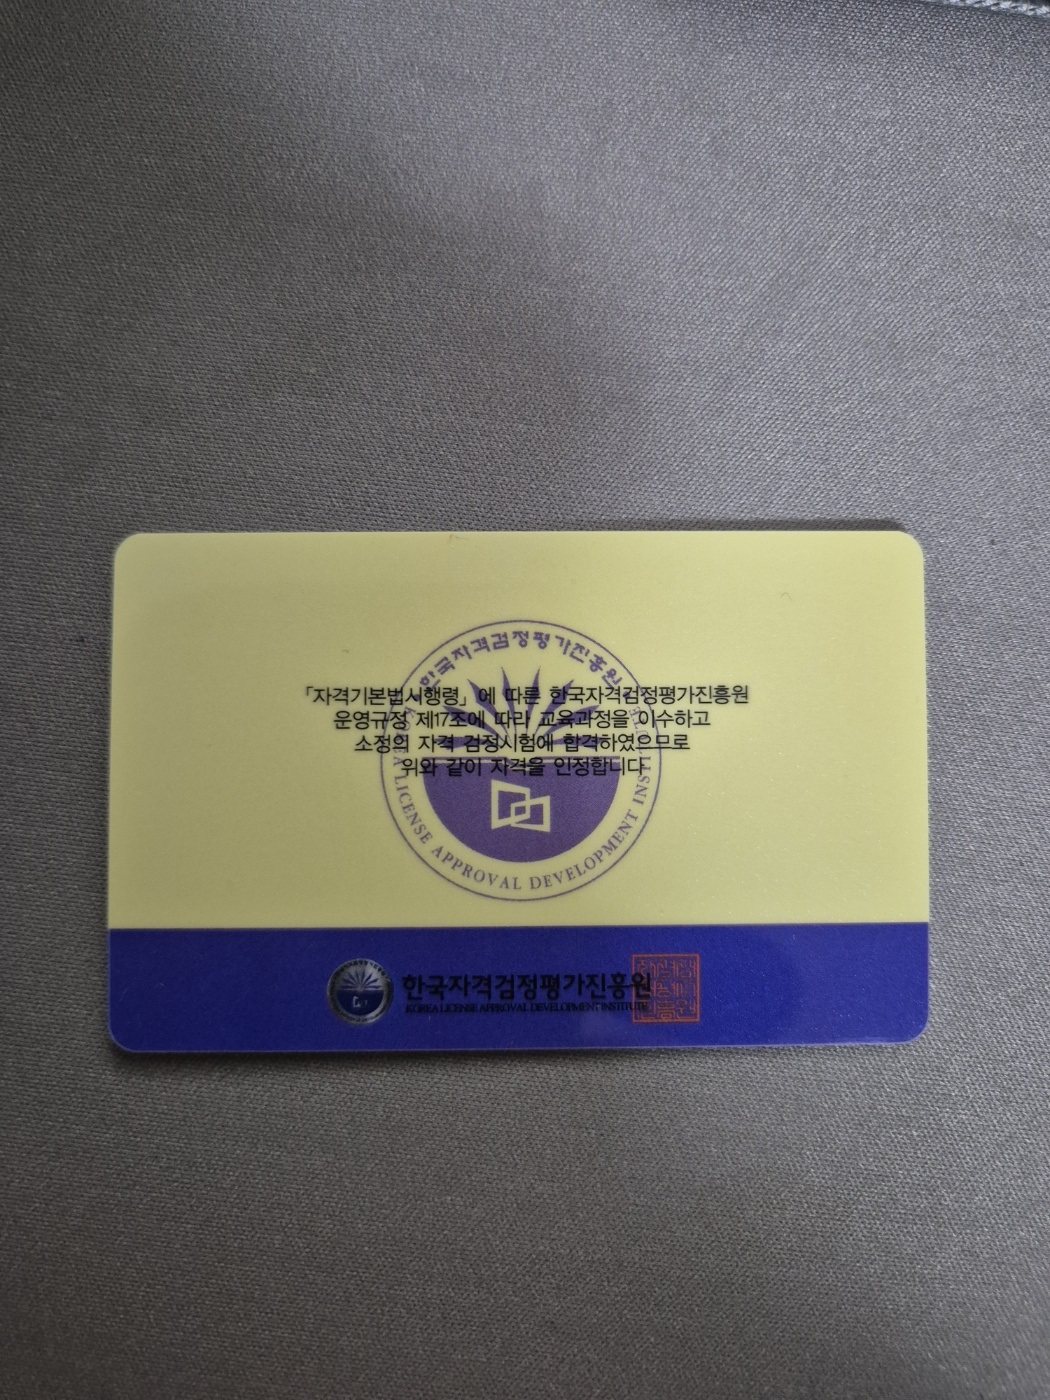 한국자격검정평가진흥원
「자격기본법시행령」에 따른 한국자격검정평가진흥원
운영규정 제17조에 따라 교육과정을 이수하고
소정의 자격 검정시험에 합격하였으므로
위와 같이 자격을 인정합니다
LICENSE APPROVAL DEVELOPMENT INSTI
한국자격검정평가진흥원
KOREA LICENSE APPROVAL DEVELOPMENT INSTITUTE